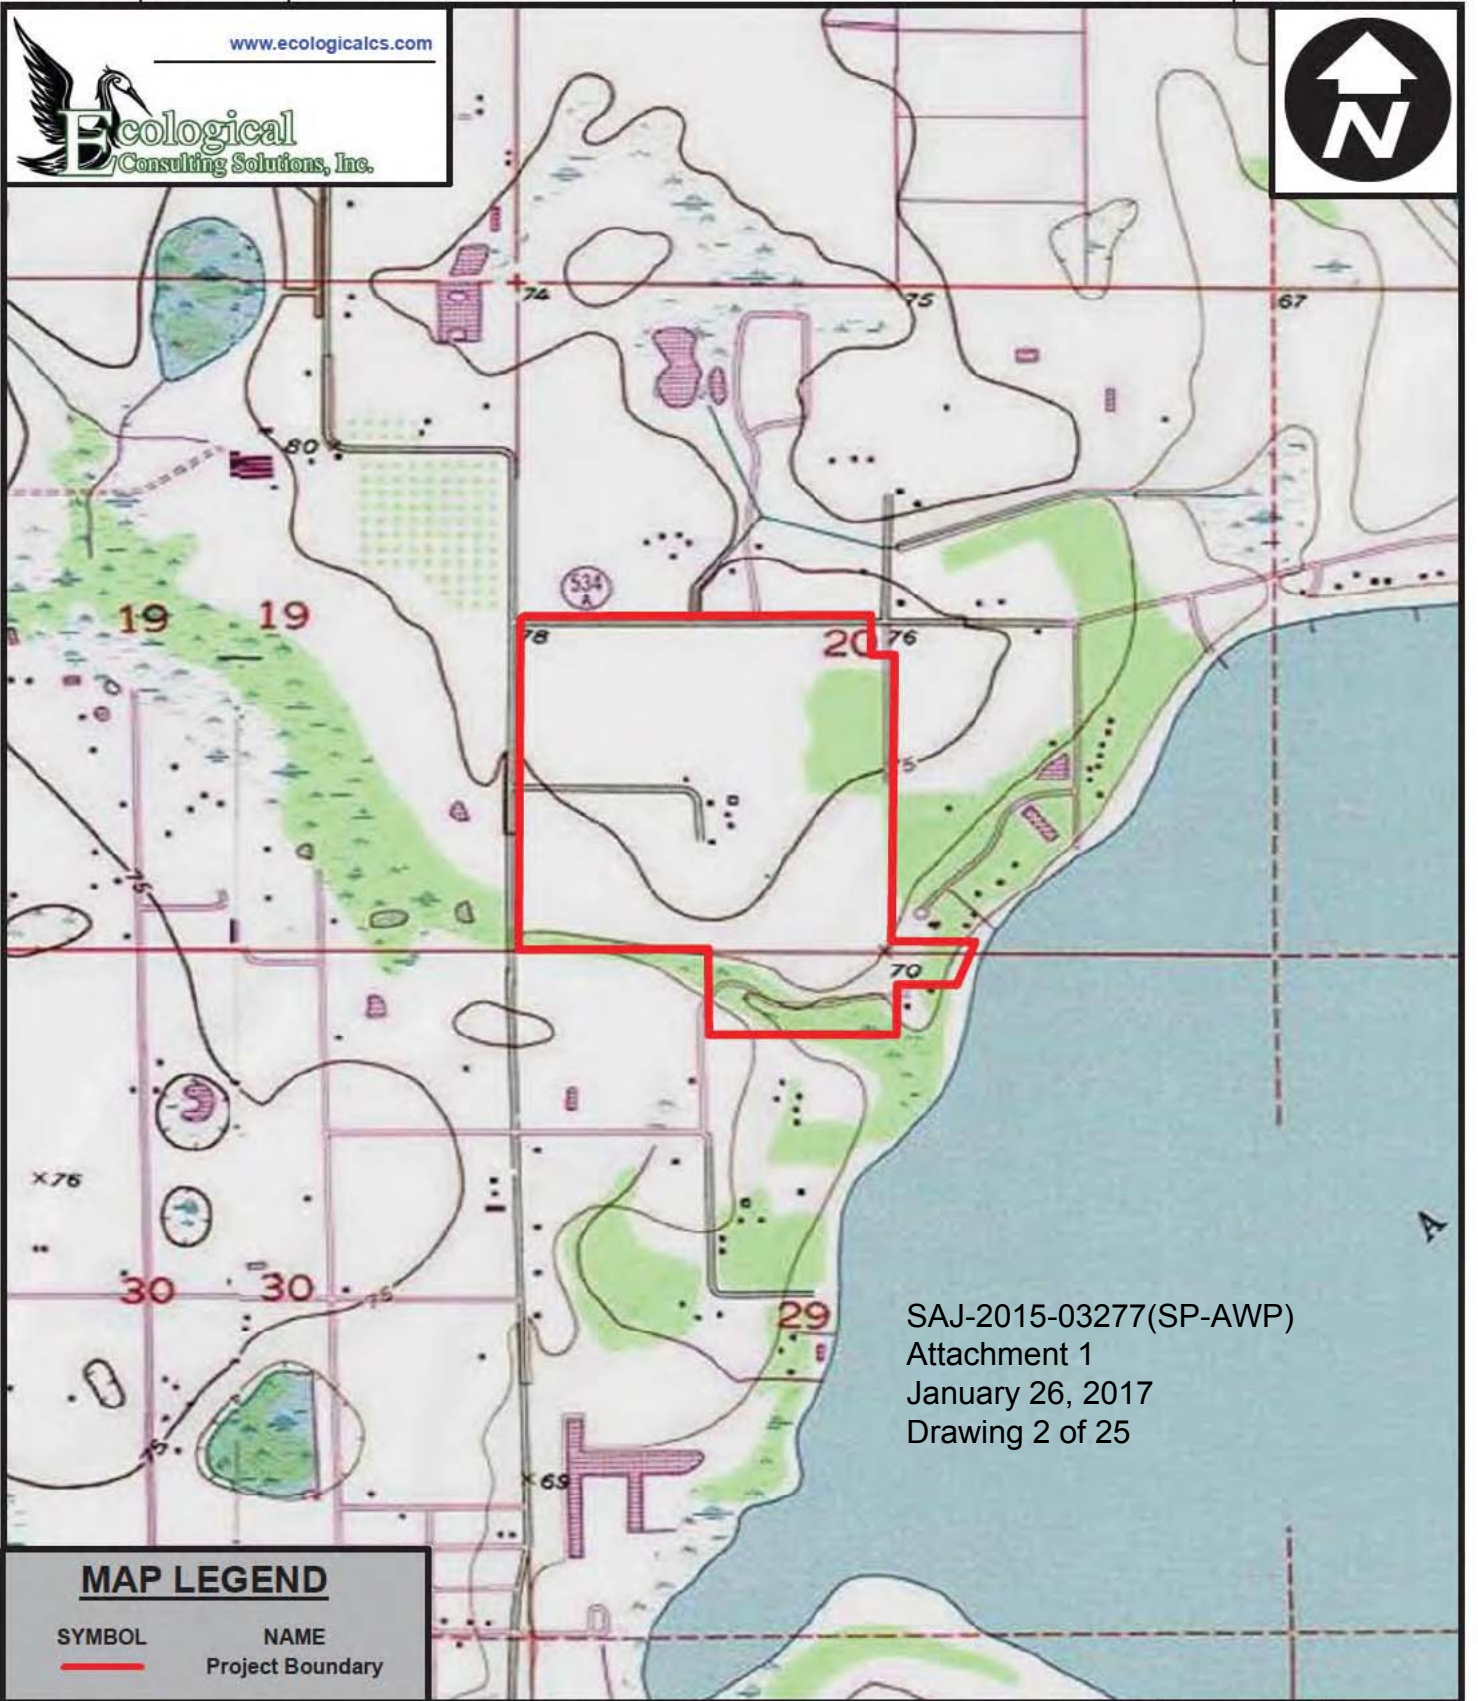 www.ecologicalcs.com
Ecological
Consulting Solutions, Inc.
N
74
75
67
80
534
A
19
19
78
20
76
75
75
70
×76
30
30
75
29
A
SAJ-2015-03277(SP-AWP)
Attachment 1
January 26, 2017
Drawing 2 of 25
75
×69
MAP LEGEND
SYMBOL NAME
Project Boundary